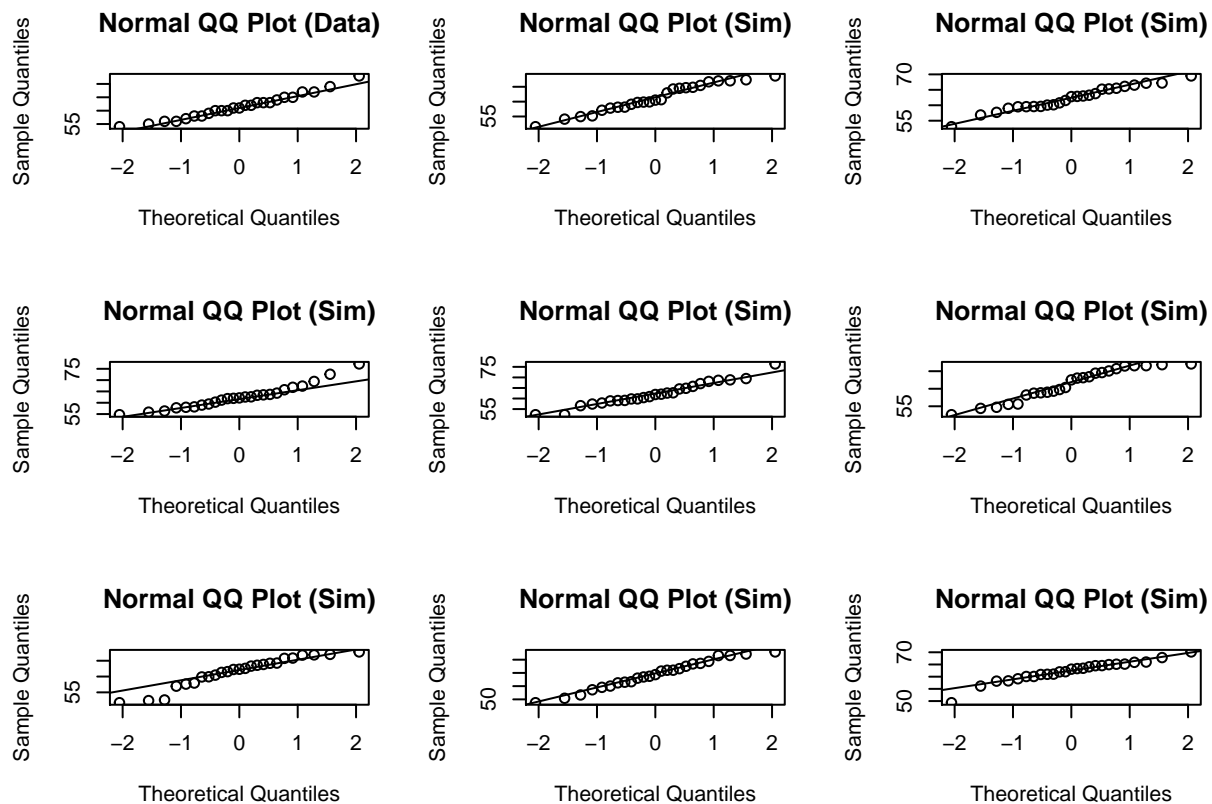 Normal QQ Plot (Data)
Sample Quantiles
55
−2 −1 0 1 2
Theoretical Quantiles
Normal QQ Plot (Sim)
Sample Quantiles
55
−2 −1 0 1 2
Theoretical Quantiles
Normal QQ Plot (Sim)
Sample Quantiles
55 70
−2 −1 0 1 2
Theoretical Quantiles
Normal QQ Plot (Sim)
Sample Quantiles
55 75
−2 −1 0 1 2
Theoretical Quantiles
Normal QQ Plot (Sim)
Sample Quantiles
55 75
−2 −1 0 1 2
Theoretical Quantiles
Normal QQ Plot (Sim)
Sample Quantiles
55
−2 −1 0 1 2
Theoretical Quantiles
Normal QQ Plot (Sim)
Sample Quantiles
55
−2 −1 0 1 2
Theoretical Quantiles
Normal QQ Plot (Sim)
Sample Quantiles
50
−2 −1 0 1 2
Theoretical Quantiles
Normal QQ Plot (Sim)
Sample Quantiles
50 70
−2 −1 0 1 2
Theoretical Quantiles